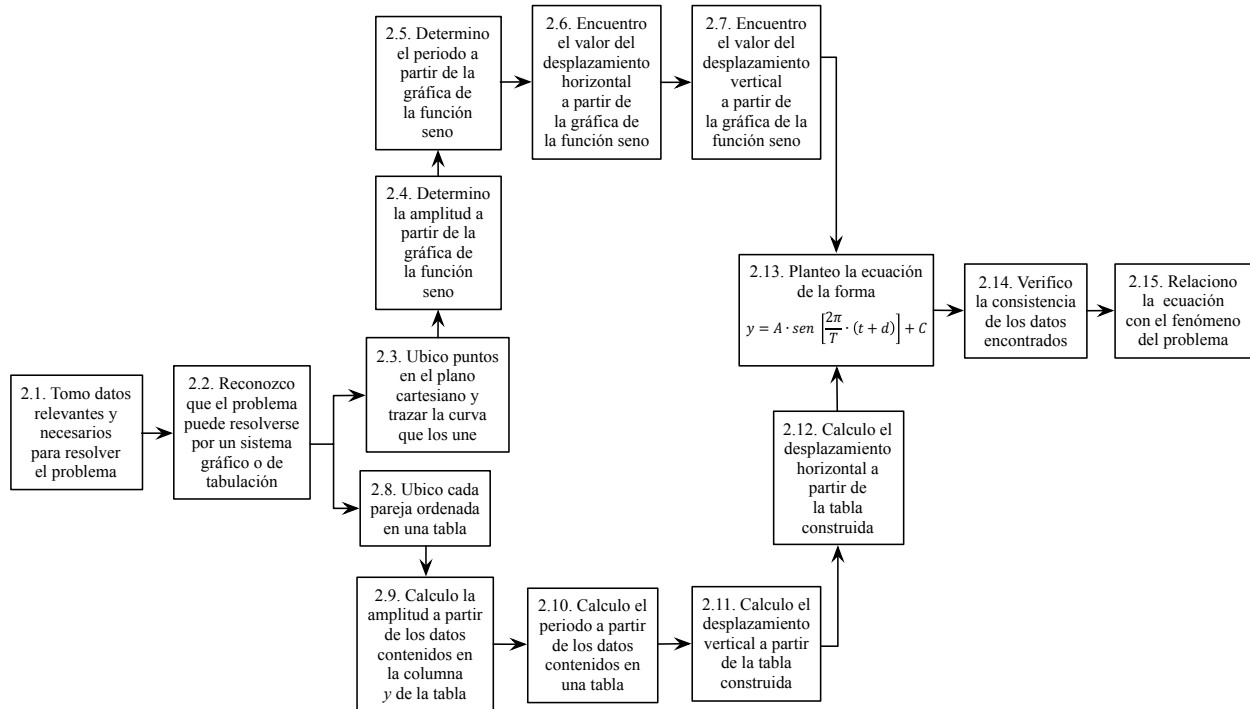 2.1. Tomo datos
relevantes y
necesarios
para resolver
el problema
2.2. Reconozco
que el problema
puede resolverse
por un sistema
gráfico o de
tabulación
2.3. Ubico puntos
en el plano
cartesiano y
trazar la curva
que los une
2.4. Determino
la amplitud a
partir de la
gráfica de
la función
seno
2.5. Determino
el periodo a
partir de la
gráfica de
la función
seno
2.6. Encuentro
el valor del
desplazamiento
horizontal
a partir de
la gráfica de
la función seno
2.7. Encuentro
el valor del
desplazamiento
vertical
a partir de
la gráfica de la
función seno
2.8. Ubico cada
pareja ordenada
en una tabla
2.9. Calculo la
amplitud a partir
de los datos
contenidos en
la columna
y de la tabla
2.10. Calculo el
periodo a partir
de los datos
contenidos en
una tabla
2.11. Calculo el
desplazamiento
vertical a partir
de la tabla
construida
2.12. Calculo el
desplazamiento
horizontal a
partir de
la tabla
construida
2.13. Planteo la ecuación
de la forma
y = A · sen [2π/T · (t + d)] + C
2.14. Verifico
la consistencia
de los datos
encontrados
2.15. Relaciono
la ecuación
con el fenómeno
del problema